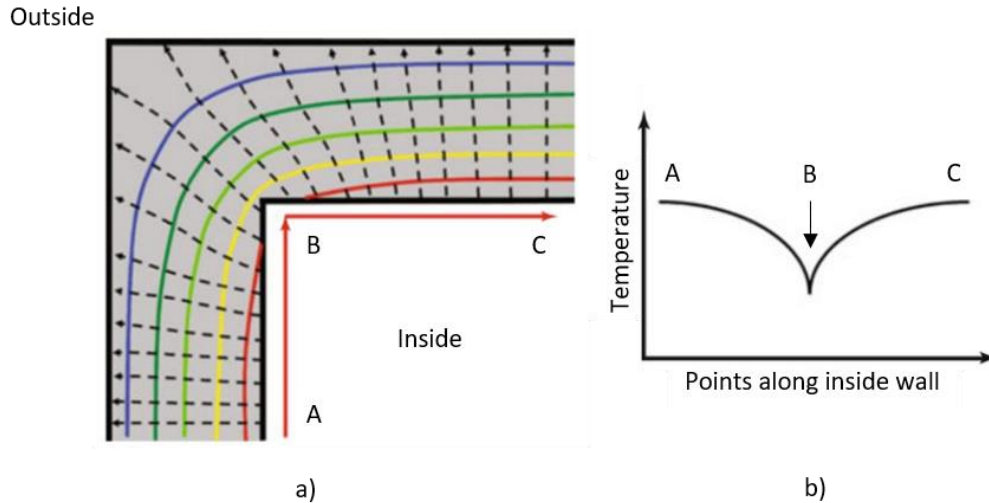 Outside
B
C
Inside
A
a)
Temperature
A
B
C
Points along inside wall
b)